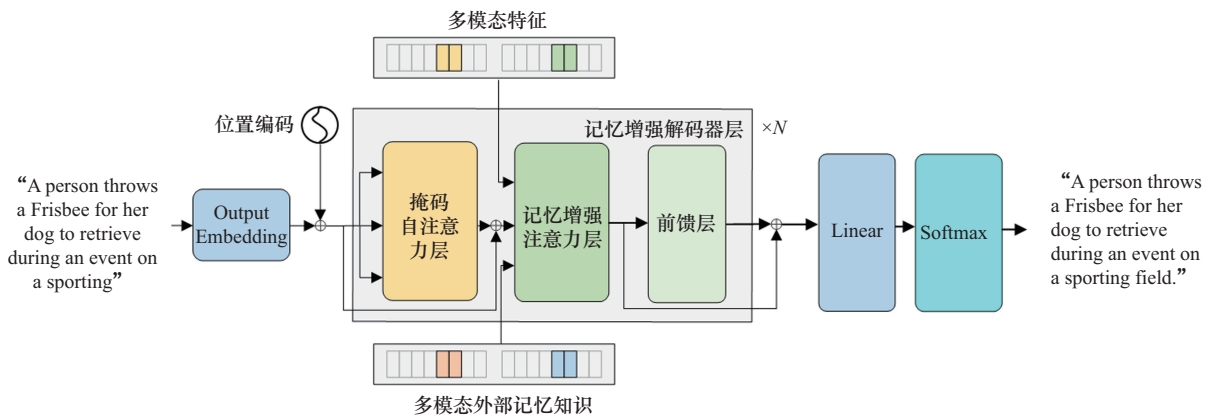 多模态特征
位置编码
记忆增强解码器层
×N
“A person throws
a Frisbee for her
dog to retrieve
during an event on
a sporting”
Output
Embedding
掩码
自注意
力层
记忆增强
注意力层
前馈层
Linear
Softmax
“A person throws
a Frisbee for her
dog to retrieve
during an event on
a sporting field.”
多模态外部记忆知识